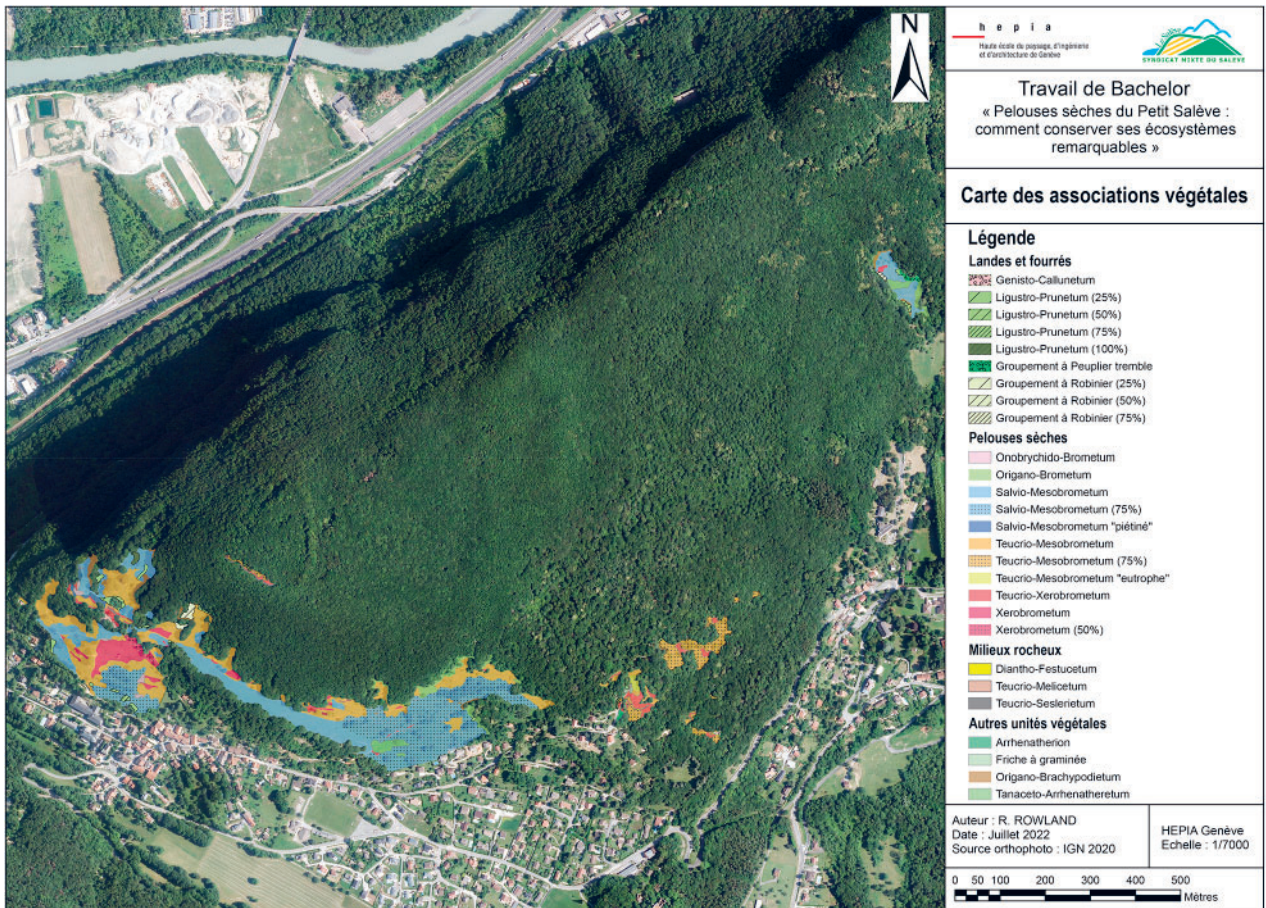 N
h e p i a
Haute école du paysage, d'ingénierie
et d'architecture de Genève
Le Salève
SYNDICAT MIXTE DU SALEVE
Travail de Bachelor
« Pelouses sèches du Petit Salève :
comment conserver ses écosystèmes
remarquables »
Carte des associations végétales
Légende
Landes et fourrés
Genisto-Callunetum
Ligustro-Prunetum (25%)
Ligustro-Prunetum (50%)
Ligustro-Prunetum (75%)
Ligustro-Prunetum (100%)
Groupement à Peuplier tremble
Groupement à Robinier (25%)
Groupement à Robinier (50%)
Groupement à Robinier (75%)
Pelouses sèches
Onobrychido-Brometum
Origano-Brometum
Salvio-Mesobrometum
Salvio-Mesobrometum (75%)
Salvio-Mesobrometum "piétiné"
Teucrio-Mesobrometum
Teucrio-Mesobrometum (75%)
Teucrio-Mesobrometum "eutrophe"
Teucrio-Xerobrometum
Xerobrometum
Xerobrometum (50%)
Milieux rocheux
Diantho-Festucetum
Teucrio-Melicetum
Teucrio-Seslerietum
Autres unités végétales
Arrhenatherion
Friche à graminée
Origano-Brachypodietum
Tanaceto-Arrhenatheretum
Auteur : R. ROWLAND
Date : Juillet 2022
Source orthophoto : IGN 2020
HEPIA Genève
Echelle : 1/7000
0 50 100 200 300 400 500
Mètres